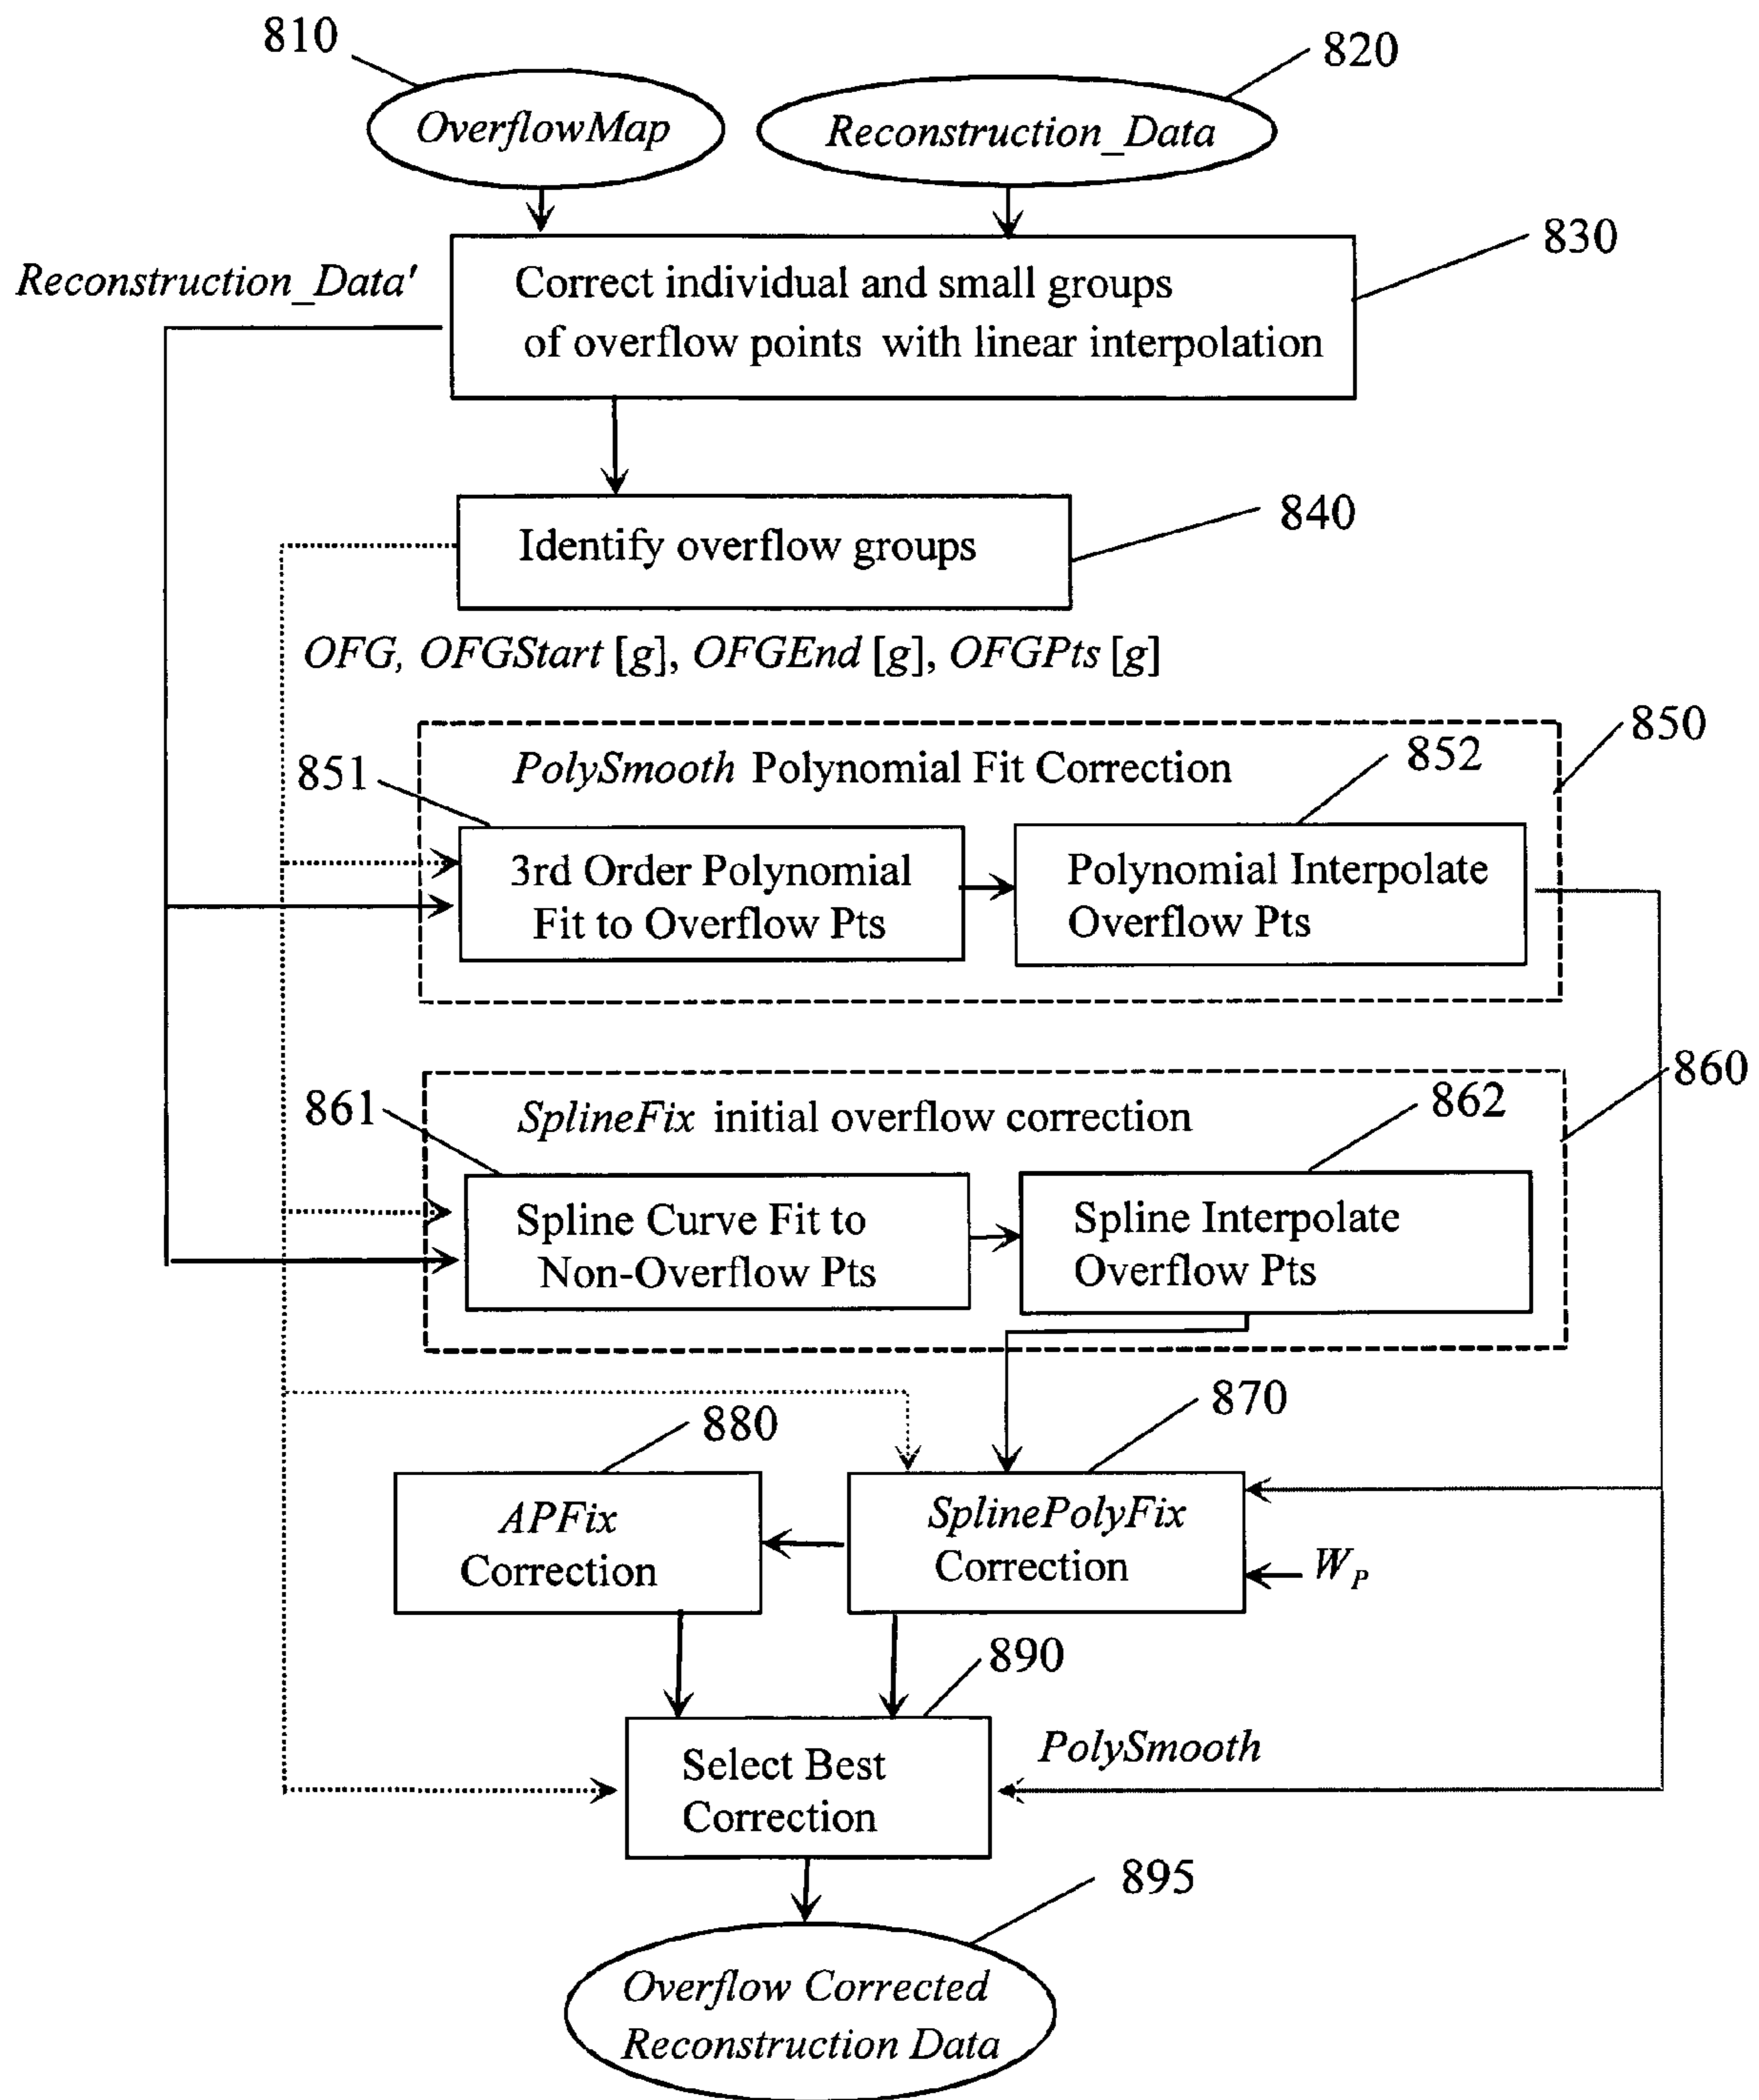 810
820
OverflowMap
Reconstruction_Data
830
Reconstruction_Data'
Correct individual and small groups
of overflow points with linear interpolation
840
Identify overflow groups
OFG, OFGStart [g], OFGEnd [g], OFGPts [g]
850
851
PolySmooth Polynomial Fit Correction
852
3rd Order Polynomial
Fit to Overflow Pts
Polynomial Interpolate
Overflow Pts
860
861
SplineFix initial overflow correction
862
Spline Curve Fit to
Non-Overflow Pts
Spline Interpolate
Overflow Pts
870
880
APFix
Correction
SplinePolyFix
Correction
W_P
890
Select Best
Correction
PolySmooth
895
Overflow Corrected
Reconstruction Data